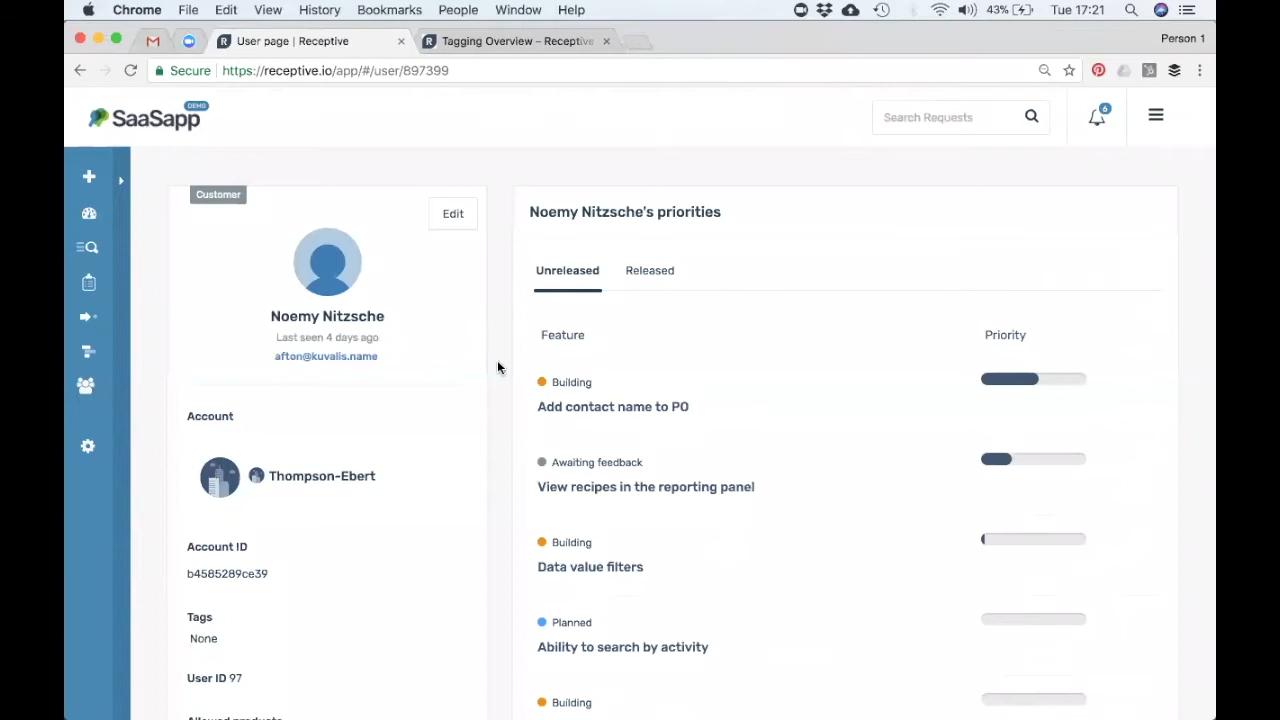 Chrome File Edit View History Bookmarks People Window Help 43% Tue 17:21
User page | Receptive
Tagging Overview – Receptive
Person 1
Secure https://receptive.io/app/#/user/897399
SaaSapp DEMO
Search Requests
6
Customer
Edit
Noemy Nitzsche
Last seen 4 days ago
afton@kuvalis.name
Account
Thompson-Ebert
Account ID
b4585289ce39
Tags
None
User ID 97
Allowed products
Noemy Nitzsche's priorities
Unreleased Released
Feature Priority
Building
Add contact name to PO
Awaiting feedback
View recipes in the reporting panel
Building
Data value filters
Planned
Ability to search by activity
Building